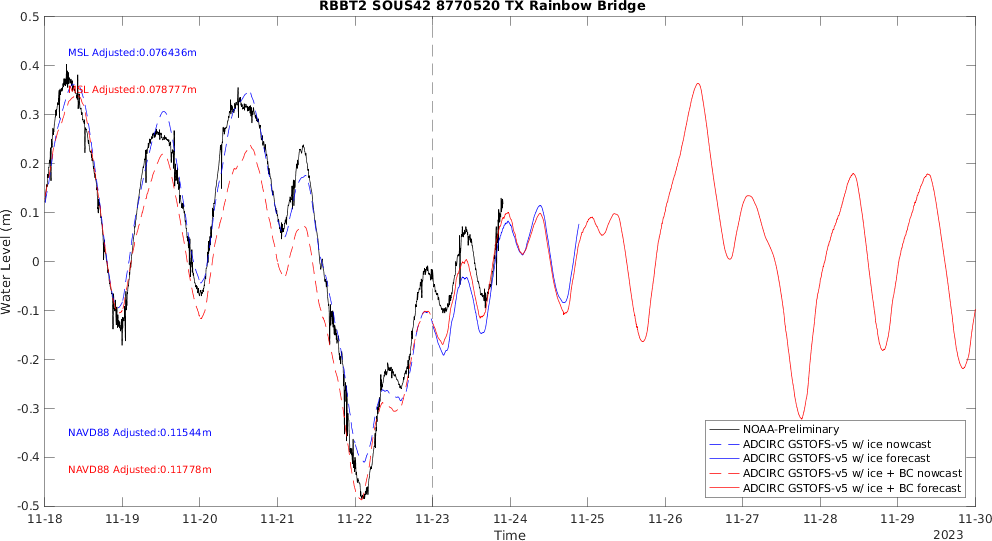 RBBT2 SOUS42 8770520 TX Rainbow Bridge
0.5
0.4
0.3
0.2
0.1
0
-0.1
-0.2
-0.3
-0.4
-0.5
Water Level (m)
MSL Adjusted:0.076436m
MSL Adjusted:0.078777m
NAVD88 Adjusted:0.11544m
NAVD88 Adjusted:0.11778m
NOAA-Preliminary
ADCIRC GSTOFS-v5 w/ ice nowcast
ADCIRC GSTOFS-v5 w/ ice forecast
ADCIRC GSTOFS-v5 w/ ice + BC nowcast
ADCIRC GSTOFS-v5 w/ ice + BC forecast
11-18 11-19 11-20 11-21 11-22 11-23 11-24 11-25 11-26 11-27 11-28 11-29 11-30
Time
2023